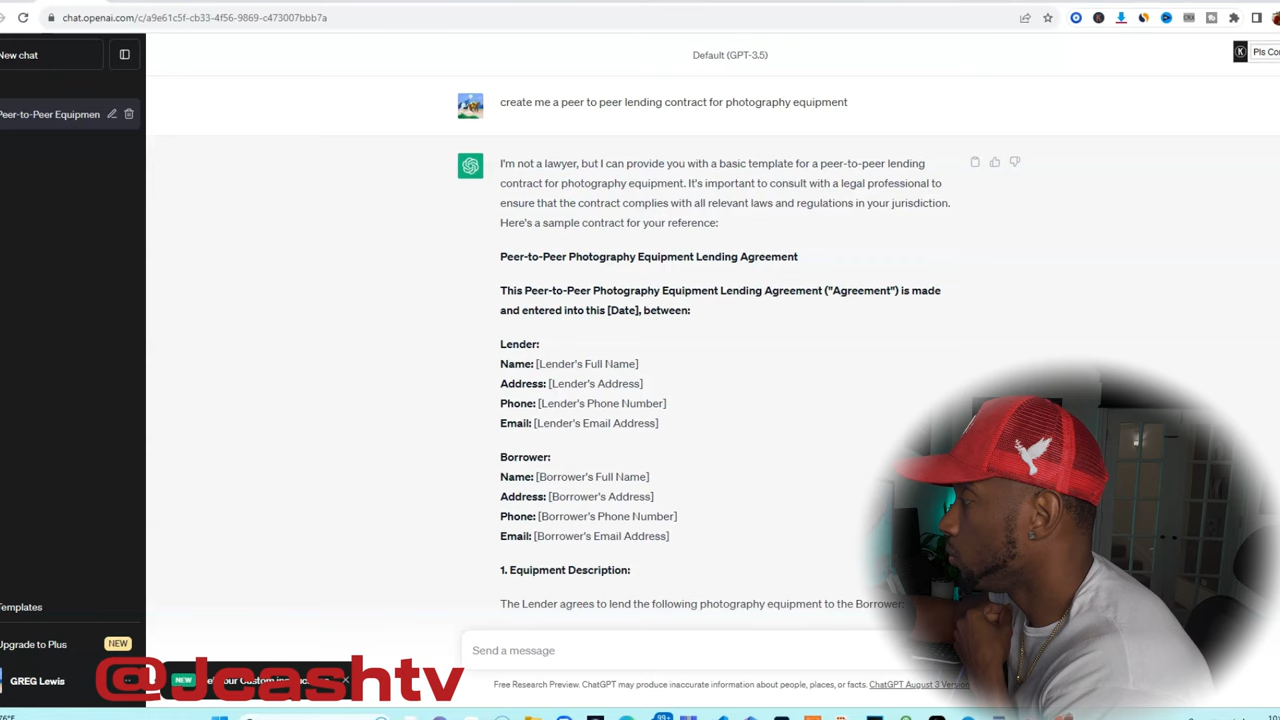 chat.openai.com/c/a9e61c5f-cb33-4f56-9869-c473007bbb7a
New chat
Default (GPT-3.5)
Pls Co
Peer-to-Peer Equipmen
create me a peer to peer lending contract for photography equipment
I'm not a lawyer, but I can provide you with a basic template for a peer-to-peer lending
contract for photography equipment. It's important to consult with a legal professional to
ensure that the contract complies with all relevant laws and regulations in your jurisdiction.
Here's a sample contract for your reference:
Peer-to-Peer Photography Equipment Lending Agreement
This Peer-to-Peer Photography Equipment Lending Agreement ("Agreement") is made
and entered into this [Date], between:
Lender:
Name: [Lender's Full Name]
Address: [Lender's Address]
Phone: [Lender's Phone Number]
Email: [Lender's Email Address]
Borrower:
Name: [Borrower's Full Name]
Address: [Borrower's Address]
Phone: [Borrower's Phone Number]
Email: [Borrower's Email Address]
1. Equipment Description:
The Lender agrees to lend the following photography equipment to the Borrower:
Templates
Upgrade to Plus
NEW
GREG Lewis
NEW
@Jcashtv
Send a message
Free Research Preview. ChatGPT may produce inaccurate information about people, places, or facts. ChatGPT August 3 Version
99+